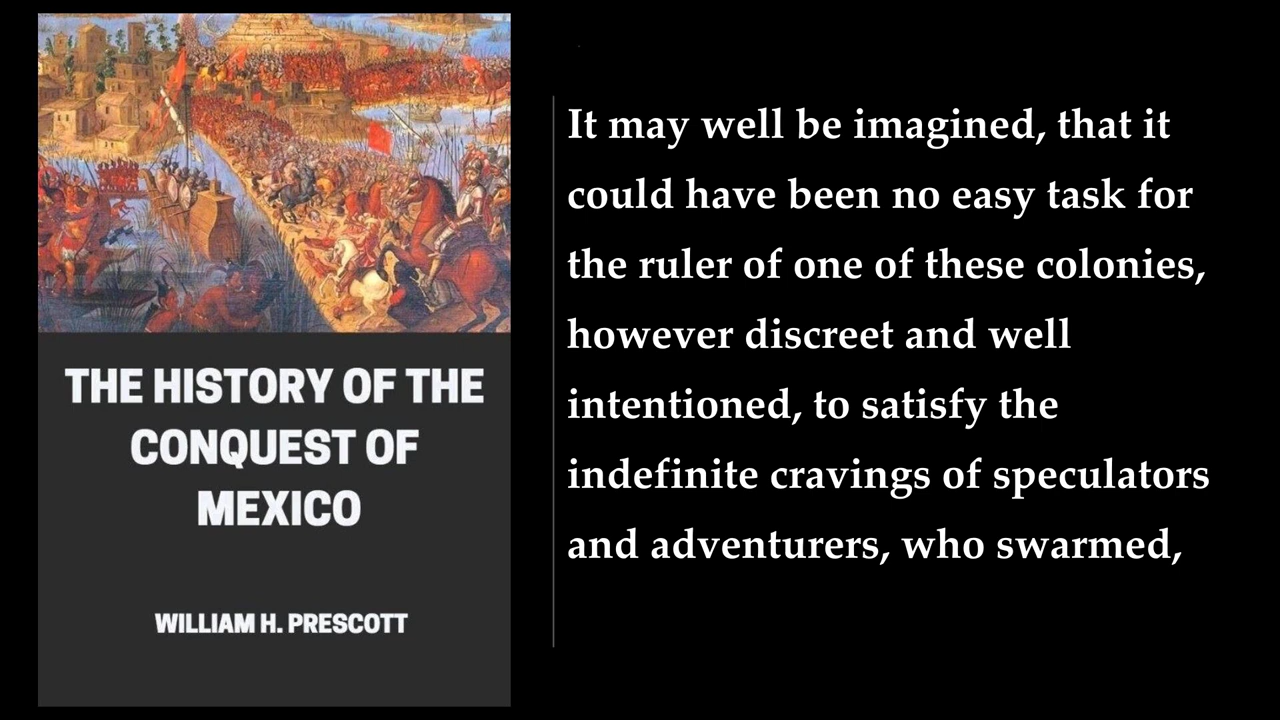 THE HISTORY OF THE
CONQUEST OF
MEXICO
WILLIAM H. PRESCOTT
It may well be imagined, that it
could have been no easy task for
the ruler of one of these colonies,
however discreet and well
intentioned, to satisfy the
indefinite cravings of speculators
and adventurers, who swarmed,